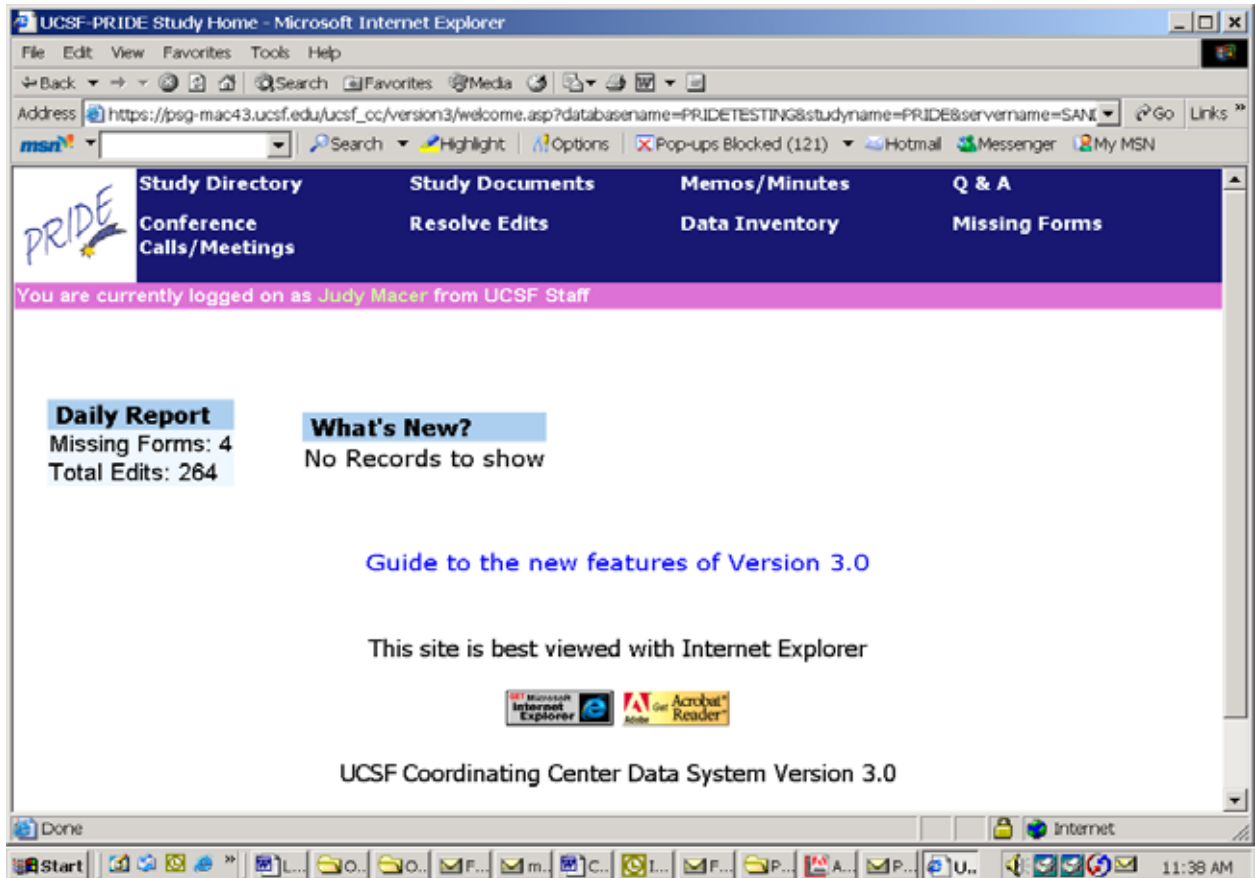 UCSF-PRIDE Study Home - Microsoft Internet Explorer
File Edit View Favorites Tools Help
Back Search Favorites Media
Address https://psg-mac43.ucsf.edu/ucsf_cc/version3/welcome.asp?databasename=PRIDETESTING&studyname=PRIDE&servername=SAN Go Links »
msn Search Highlight Options Pop-ups Blocked (121) Hotmail Messenger My MSN
PRIDE
Study Directory Study Documents Memos/Minutes Q & A
Conference Calls/Meetings Resolve Edits Data Inventory Missing Forms
You are currently logged on as Judy Macer from UCSF Staff
Daily Report
Missing Forms: 4
Total Edits: 264
What's New?
No Records to show
Guide to the new features of Version 3.0
This site is best viewed with Internet Explorer
GET Microsoft Internet Explorer
Adobe Get Acrobat Reader
UCSF Coordinating Center Data System Version 3.0
Done Internet
Start » L... O... O... F... m... C... I... F... P... A... P... U... 11:38 AM